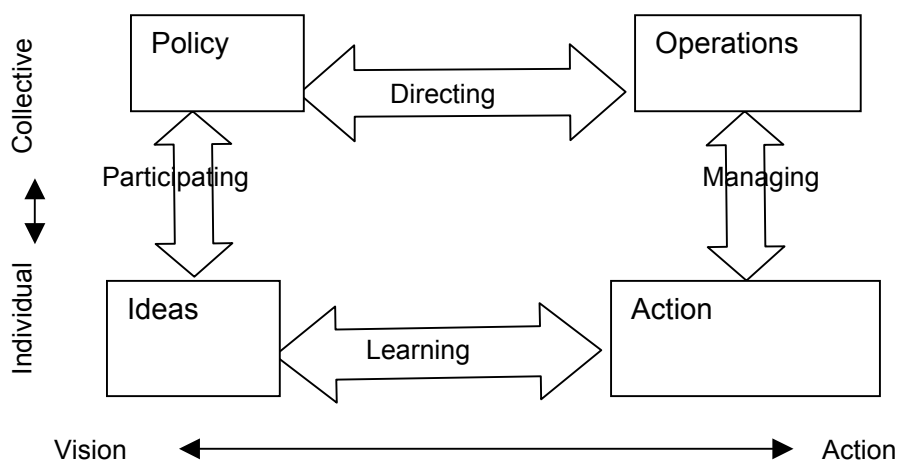 Policy
Operations
Directing
Collective
Participating
Managing
Individual
Ideas
Action
Learning
Vision
Action